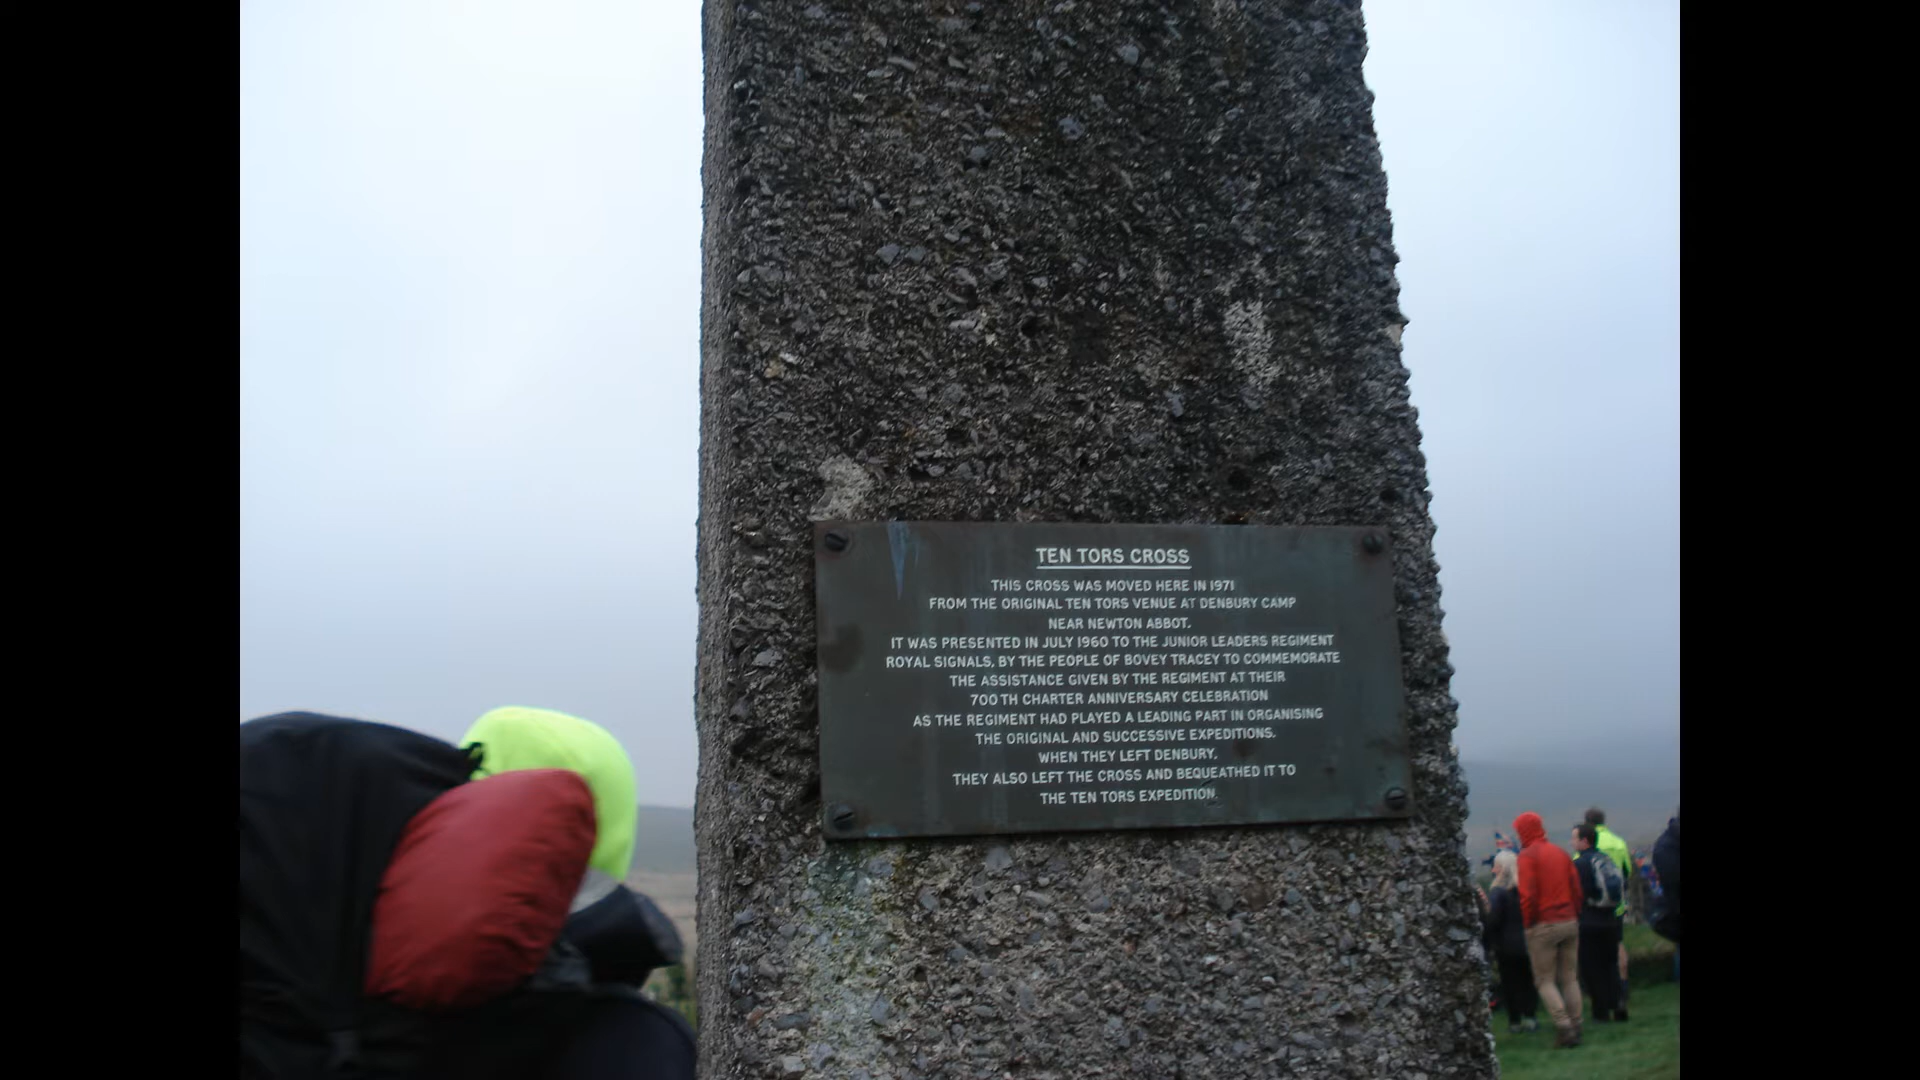 TEN TORS CROSS
THIS CROSS WAS MOVED HERE IN 1971
FROM THE ORIGINAL TEN TORS VENUE AT DENBURY CAMP
NEAR NEWTON ABBOT.
IT WAS PRESENTED IN JULY 1960 TO THE JUNIOR LEADERS REGIMENT
ROYAL SIGNALS, BY THE PEOPLE OF BOVEY TRACEY TO COMMEMORATE
THE ASSISTANCE GIVEN BY THE REGIMENT AT THEIR
700TH CHARTER ANNIVERSARY CELEBRATION
AS THE REGIMENT HAD PLAYED A LEADING PART IN ORGANISING
THE ORIGINAL AND SUCCESSIVE EXPEDITIONS.
WHEN THEY LEFT DENBURY,
THEY ALSO LEFT THE CROSS AND BEQUEATHED IT TO
THE TEN TORS EXPEDITION.